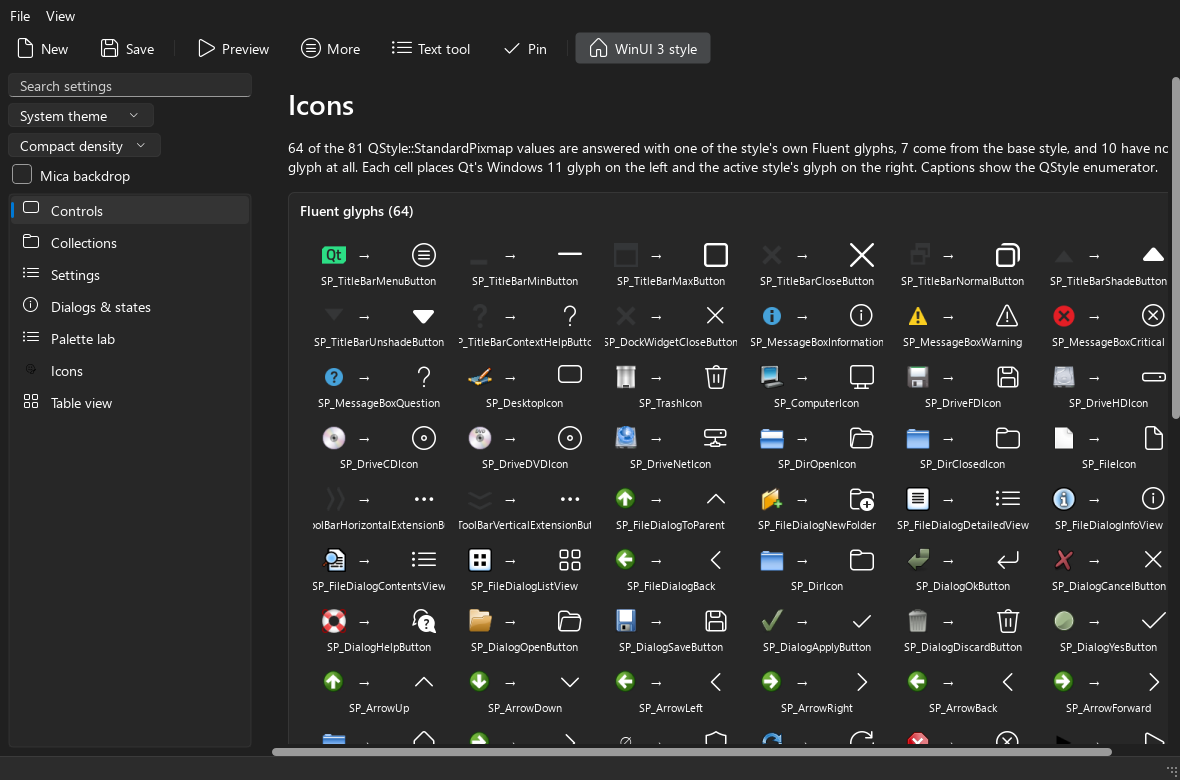 File View
New Save Preview More Text tool Pin WinUI 3 style
Search settings
System theme
Compact density
Mica backdrop
Controls
Collections
Settings
Dialogs & states
Palette lab
Icons
Table view
Icons
64 of the 81 QStyle::StandardPixmap values are answered with one of the style's own Fluent glyphs, 7 come from the base style, and 10 have no
glyph at all. Each cell places Qt's Windows 11 glyph on the left and the active style's glyph on the right. Captions show the QStyle enumerator.
Fluent glyphs (64)
Qt → → → → → →
SP_TitleBarMenuButton SP_TitleBarMinButton SP_TitleBarMaxButton SP_TitleBarCloseButton SP_TitleBarNormalButton SP_TitleBarShadeButton
→ → → → → →
SP_TitleBarUnshadeButton P_TitleBarContextHelpButto SP_DockWidgetCloseButton SP_MessageBoxInformation SP_MessageBoxWarning SP_MessageBoxCritical
→ → → → → →
SP_MessageBoxQuestion SP_DesktopIcon SP_TrashIcon SP_ComputerIcon SP_DriveFDIcon SP_DriveHDIcon
→ → → → → →
SP_DriveCDIcon SP_DriveDVDIcon SP_DriveNetIcon SP_DirOpenIcon SP_DirClosedIcon SP_FileIcon
→ → → → → →
oolBarHorizontalExtensionB ToolBarVerticalExtensionBut SP_FileDialogToParent SP_FileDialogNewFolder SP_FileDialogDetailedView SP_FileDialogInfoView
→ → → → → →
SP_FileDialogContentsView SP_FileDialogListView SP_FileDialogBack SP_DirIcon SP_DialogOkButton SP_DialogCancelButton
→ → → → → →
SP_DialogHelpButton SP_DialogOpenButton SP_DialogSaveButton SP_DialogApplyButton SP_DialogDiscardButton SP_DialogYesButton
→ → → → → →
SP_ArrowUp SP_ArrowDown SP_ArrowLeft SP_ArrowRight SP_ArrowBack SP_ArrowForward
→ → → → → →